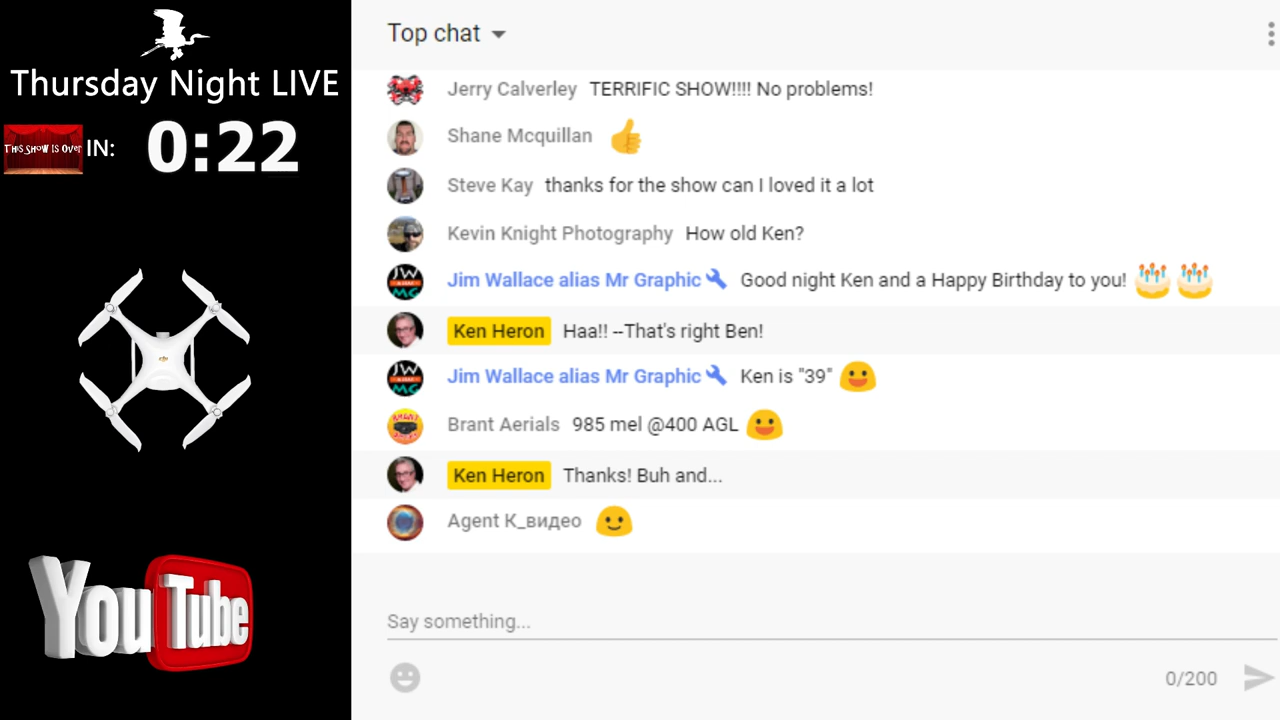 Thursday Night LIVE
THIS SHOW IS OVER IN: 0:22
YouTube
Top chat
Jerry Calverley TERRIFIC SHOW!!!! No problems!
Shane Mcquillan
Steve Kay thanks for the show can I loved it a lot
Kevin Knight Photography How old Ken?
Jim Wallace alias Mr Graphic Good night Ken and a Happy Birthday to you!
Ken Heron Haa!! --That's right Ben!
Jim Wallace alias Mr Graphic Ken is "39"
Brant Aerials 985 mel @400 AGL
Ken Heron Thanks! Buh and...
Agent K_видео
Say something...
0/200